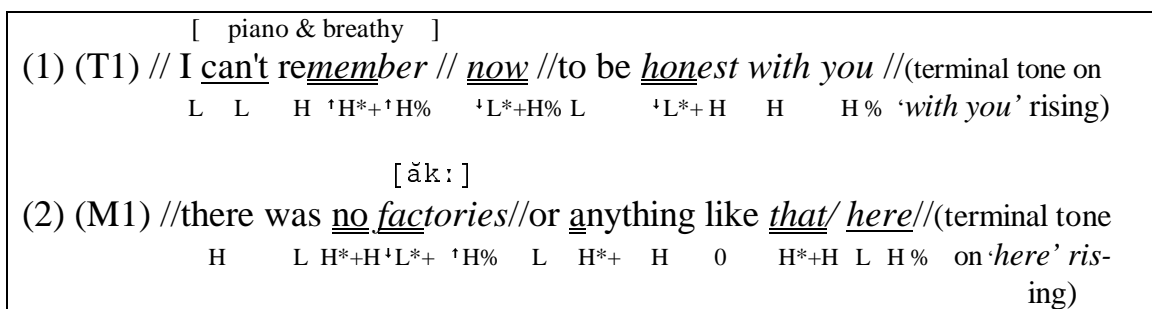 [ piano & breathy ]
(1) (T1) // I can't remember // now //to be honest with you //(terminal tone on
L L H ꜛH*+ꜛH% ꜜL*+H% L ꜜL*+ H H H % ‘with you’ rising)
[ăkː]
(2) (M1) //there was no factories//or anything like that/ here//(terminal tone
H L H*+HꜜL*+ ꜛH% L H*+ H 0 H*+H L H % on ‘here’ ris-
ing)